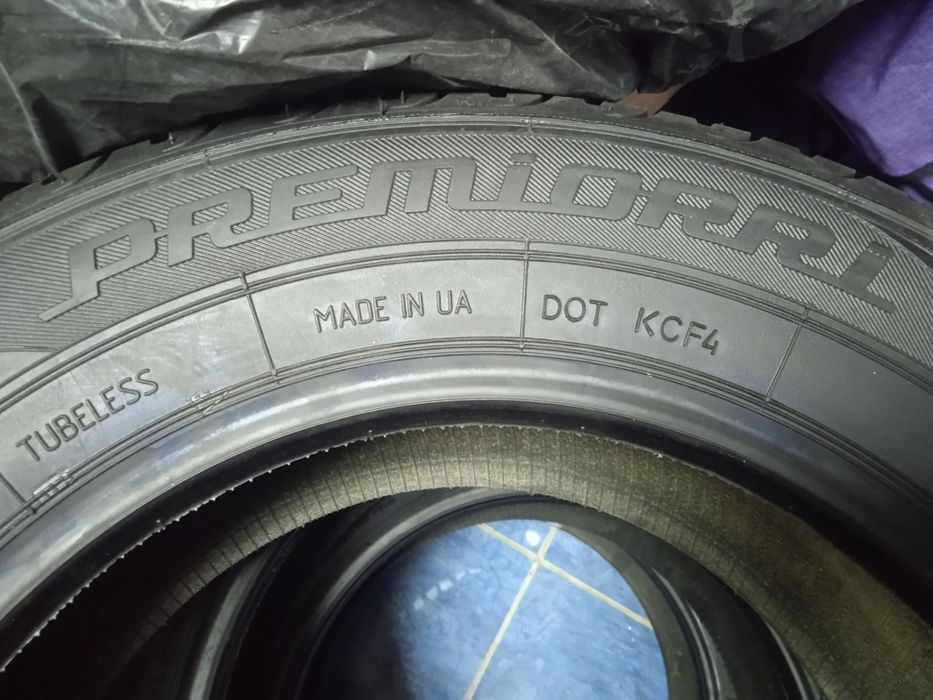 PREMiORRi
TUBELESS
MADE IN UA
DOT KCF4